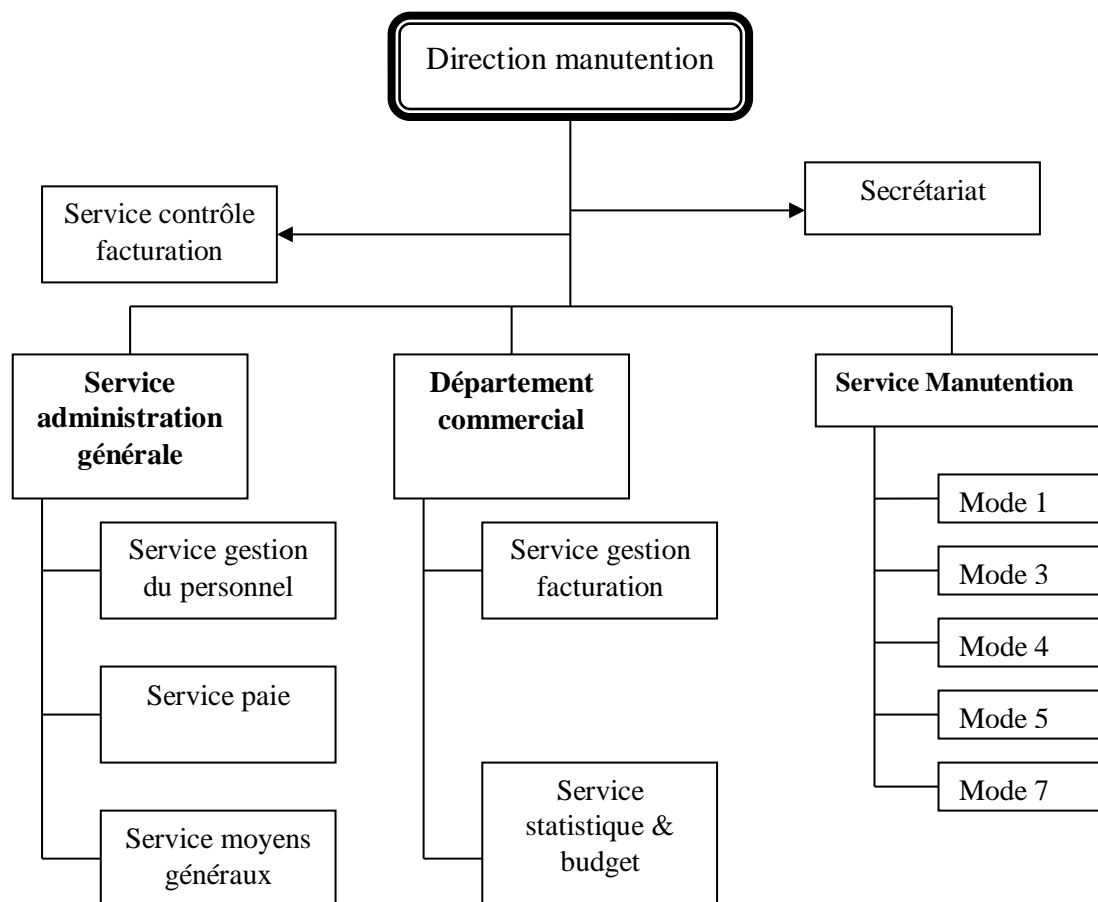 Direction manutention
Secrétariat
Service contrôle
facturation
Service
administration
générale
Département
commercial
Service Manutention
Service gestion
du personnel
Service paie
Service moyens
généraux
Service gestion
facturation
Service
statistique &
budget
Mode 1
Mode 3
Mode 4
Mode 5
Mode 7